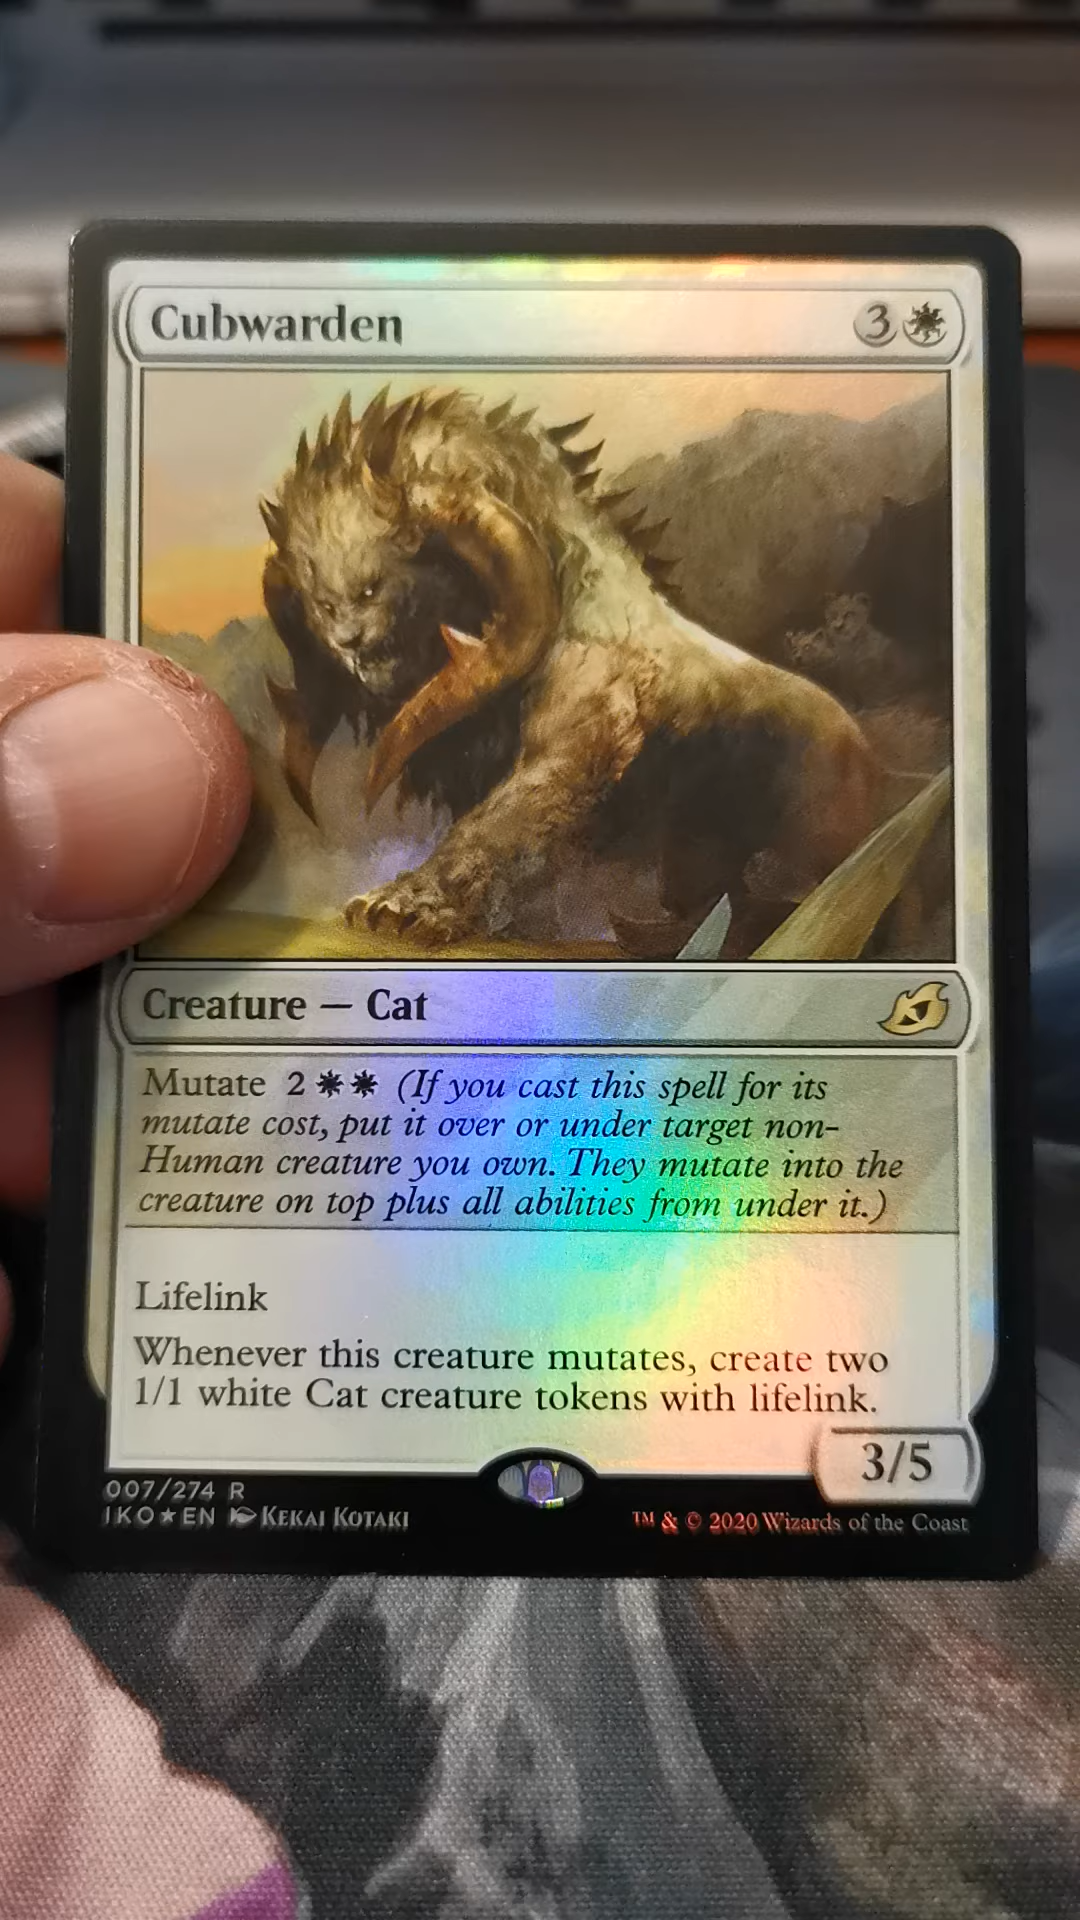 Cubwarden 3
Creature — Cat
Mutate 2 (If you cast this spell for its
mutate cost, put it over or under target non-
Human creature you own. They mutate into the
creature on top plus all abilities from under it.)
Lifelink
Whenever this creature mutates, create two
1/1 white Cat creature tokens with lifelink.
3/5
007/274 R
IKO★EN KEKAI KOTAKI
™ & © 2020 Wizards of the Coast